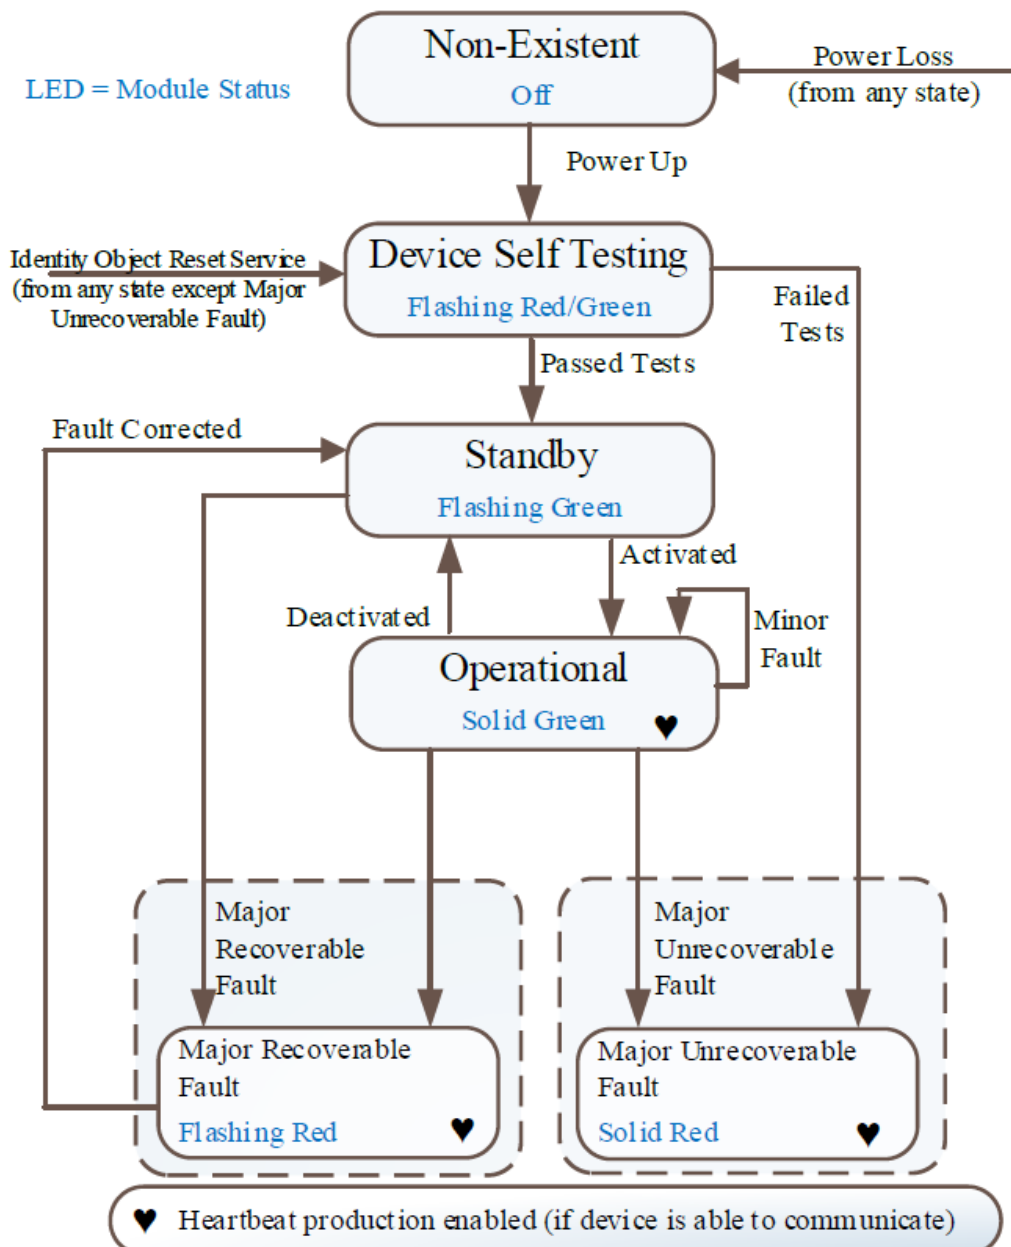 Non-Existent
Off
LED = Module Status
Power Loss
(from any state)
Power Up
Device Self Testing
Flashing Red/Green
Identity Object Reset Service
(from any state except Major
Unrecoverable Fault)
Failed
Tests
Passed Tests
Fault Corrected
Standby
Flashing Green
Activated
Deactivated
Minor
Fault
Operational
Solid Green
♥
Major
Recoverable
Fault
Major
Unrecoverable
Fault
Major Recoverable
Fault
Flashing Red
♥
Major Unrecoverable
Fault
Solid Red
♥
♥ Heartbeat production enabled (if device is able to communicate)